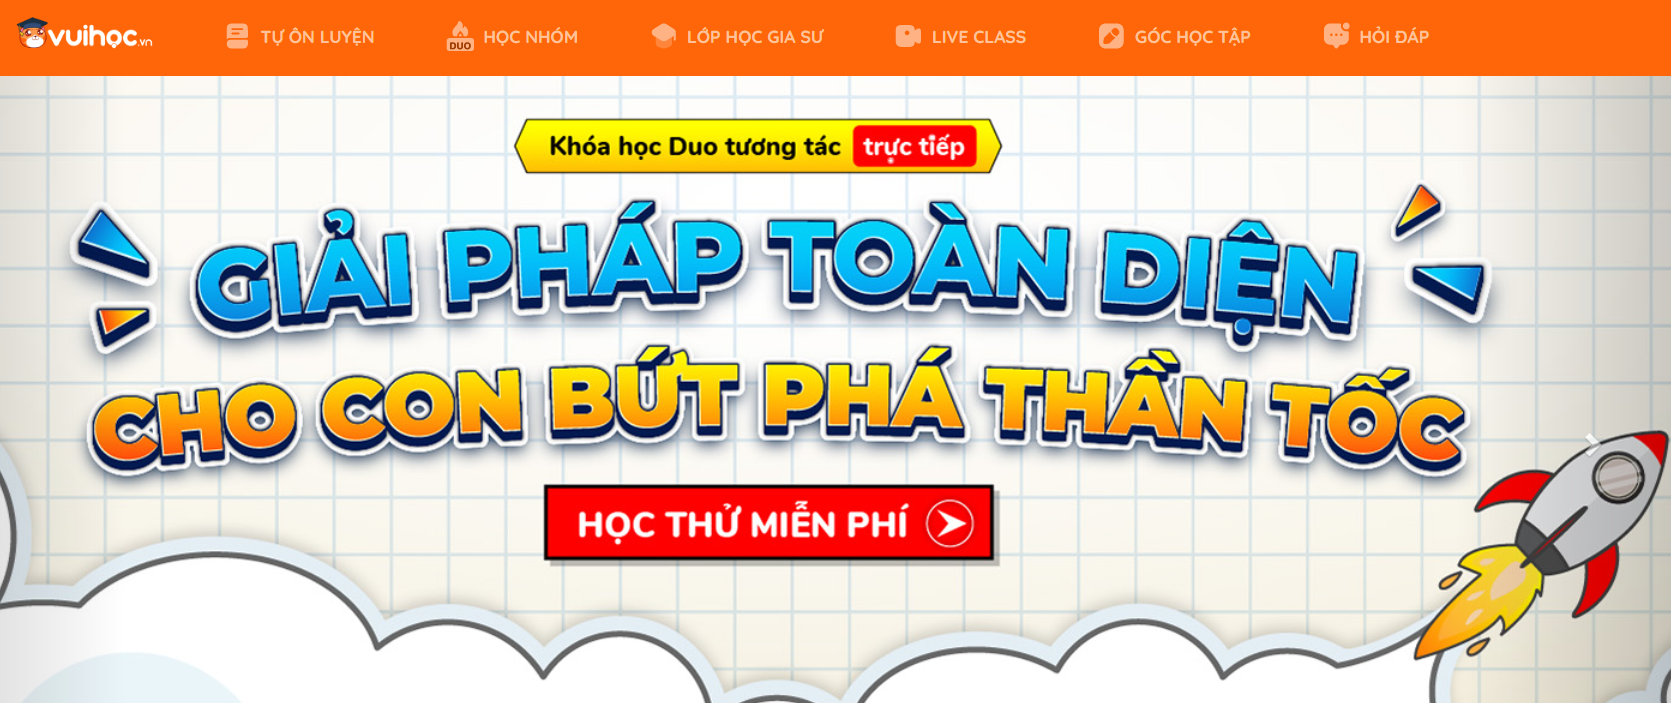 vuihọc.vn
TỰ ÔN LUYỆN
DUO
HỌC NHÓM
LỚP HỌC GIA SƯ
LIVE CLASS
GÓC HỌC TẬP
HỎI ĐÁP
Khóa học Duo tương tác trực tiếp
GIẢI PHÁP TOÀN DIỆN
CHO CON BỨT PHÁ THẦN TỐC
HỌC THỬ MIỄN PHÍ